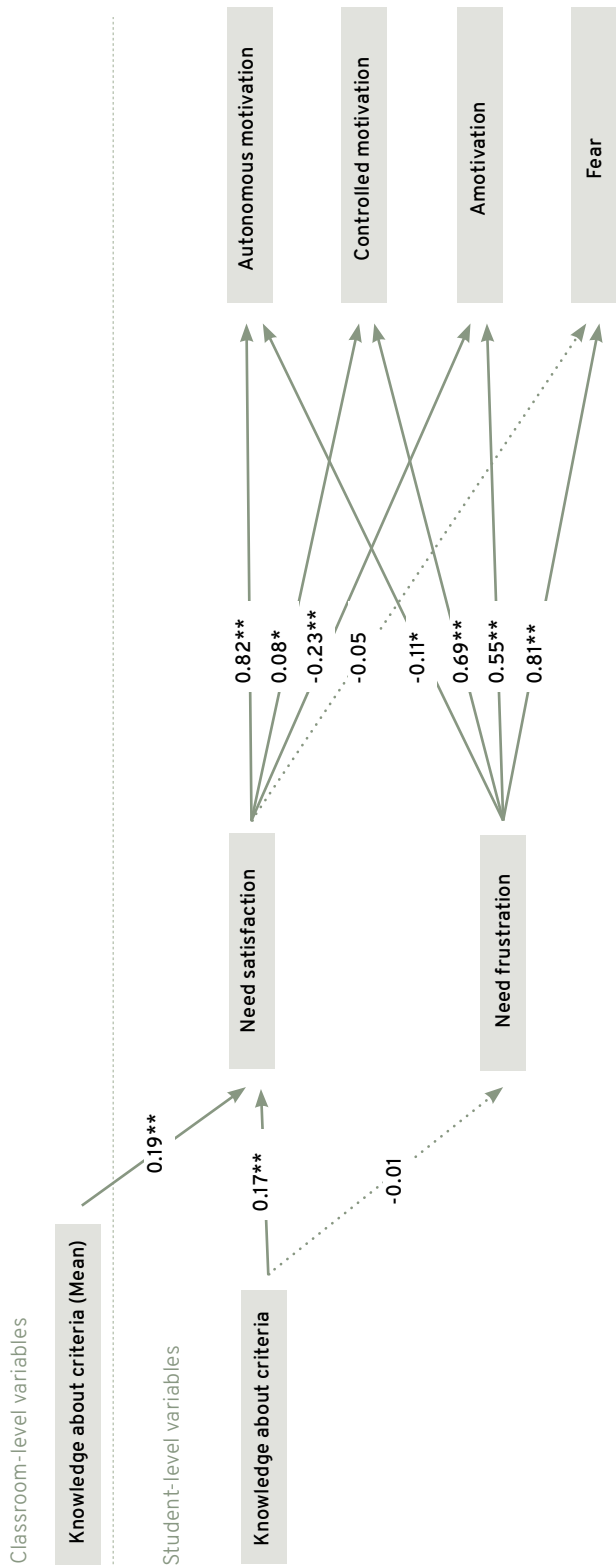 Classroom-level variables
Knowledge about criteria (Mean)
0.19**
Student-level variables
Knowledge about criteria
0.17**
-0.01
Need satisfaction
Need frustration
0.82**
0.08*
-0.23**
-0.05
-0.11*
0.69**
0.55**
0.81**
Autonomous motivation
Controlled motivation
Amotivation
Fear